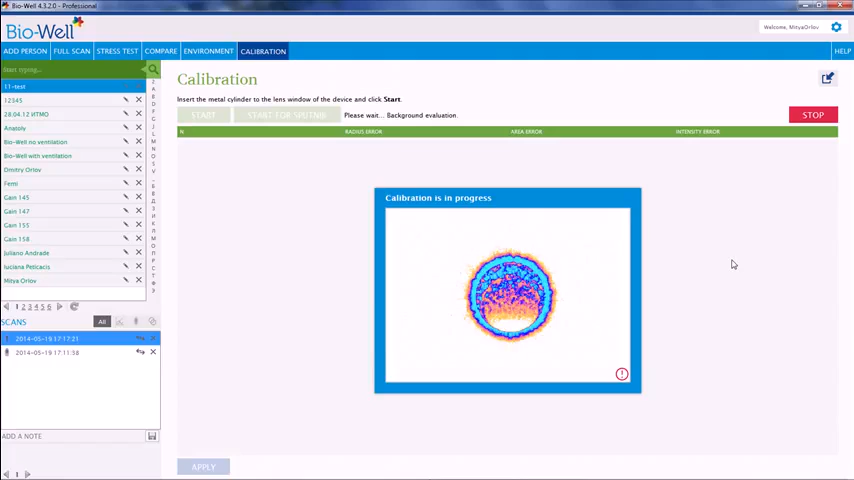 Bio-Well 4.3.2.0 - Professional
Bio-Well
Welcome, MityaOrlov
ADD PERSON FULL SCAN STRESS TEST COMPARE ENVIRONMENT CALIBRATION HELP
Start typing...
11-test
12345
28.04.12 ИТМО
Anatoly
Bio-Well no ventilation
Bio-Well with ventilation
Dmitry Orlov
Femi
Gain 145
Gain 147
Gain 155
Gain 158
Juliano Andrade
luciana Peticacis
Mitya Orlov
1 2 3 4 5 6
SCANS All
2014-05-19 17:17:21
2014-05-19 17:11:58
ADD A NOTE
1
Calibration
Insert the metal cylinder to the lens window of the device and click Start.
START START FOR SPUTNIK Please wait... Background evaluation. STOP
N RADIUS ERROR AREA ERROR INTENSITY ERROR
Calibration is in progress
APPLY